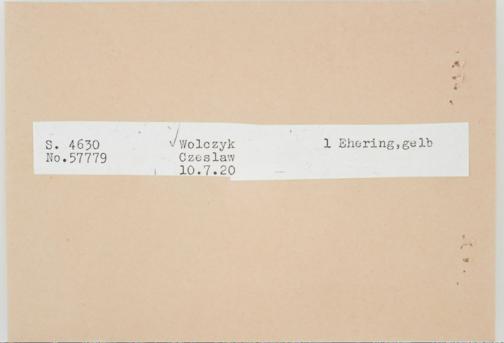 S. 4630 Wolczyk 1 Ehering,gelb
No.57779 Czeslaw
10.7.20